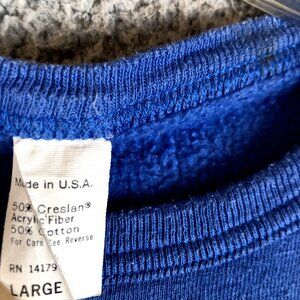 Made in U.S.A.
50% Creslan®
Acrylic Fiber
50% Cotton
For Care See Reverse
RN 14179
LARGE